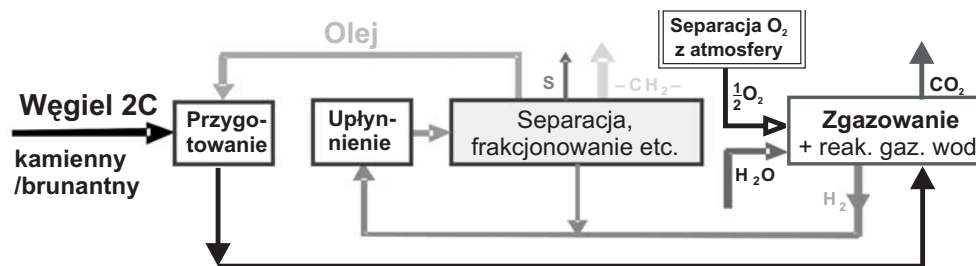 Olej
Separacja O₂
z atmosfery
S
–CH₂–
½O₂
CO₂
Węgiel 2C
kamienny
/brunantny
Przygo-
towanie
Upłyn-
nienie
Separacja,
frakcjonowanie etc.
Zgazowanie
+ reak. gaz. wod
H₂O
H₂